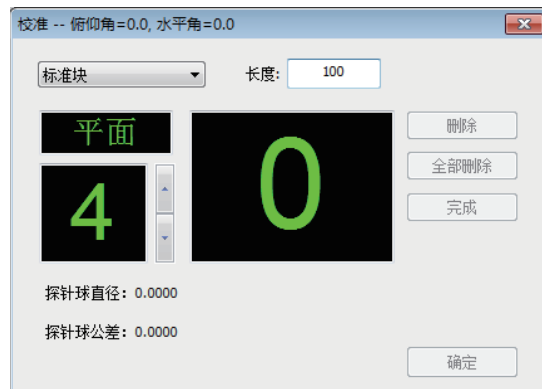 校准 -- 俯仰角=0.0, 水平角=0.0
标准块
长度: 100
平面
4
0
删除
全部删除
完成
探针球直径: 0.0000
探针球公差: 0.0000
确定